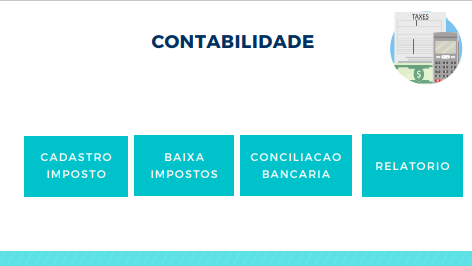 TAXES
CONTABILIDADE
CADASTRO
IMPOSTO
BAIXA
IMPOSTOS
CONCILIACAO
BANCARIA
RELATORIO
$